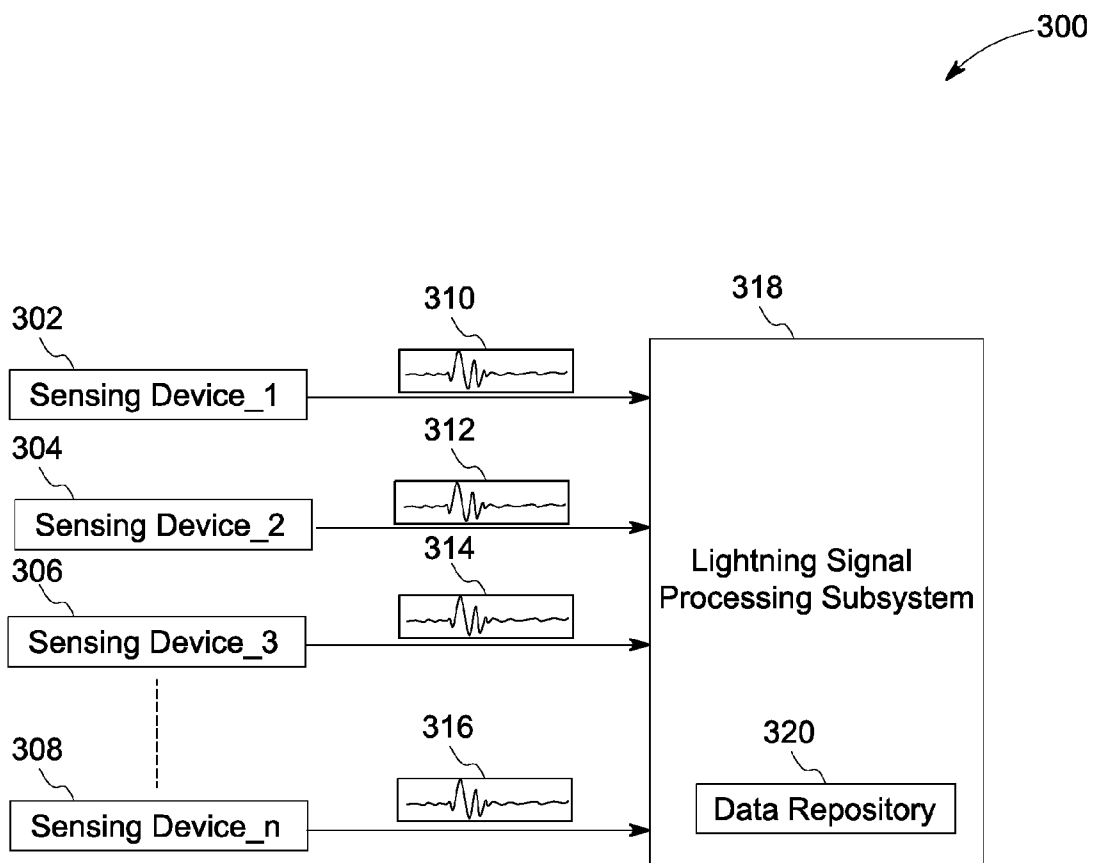 300
302
310
318
Sensing Device_1
304
312
Sensing Device_2
306
314
Lightning Signal
Processing Subsystem
Sensing Device_3
308
316
320
Sensing Device_n
Data Repository